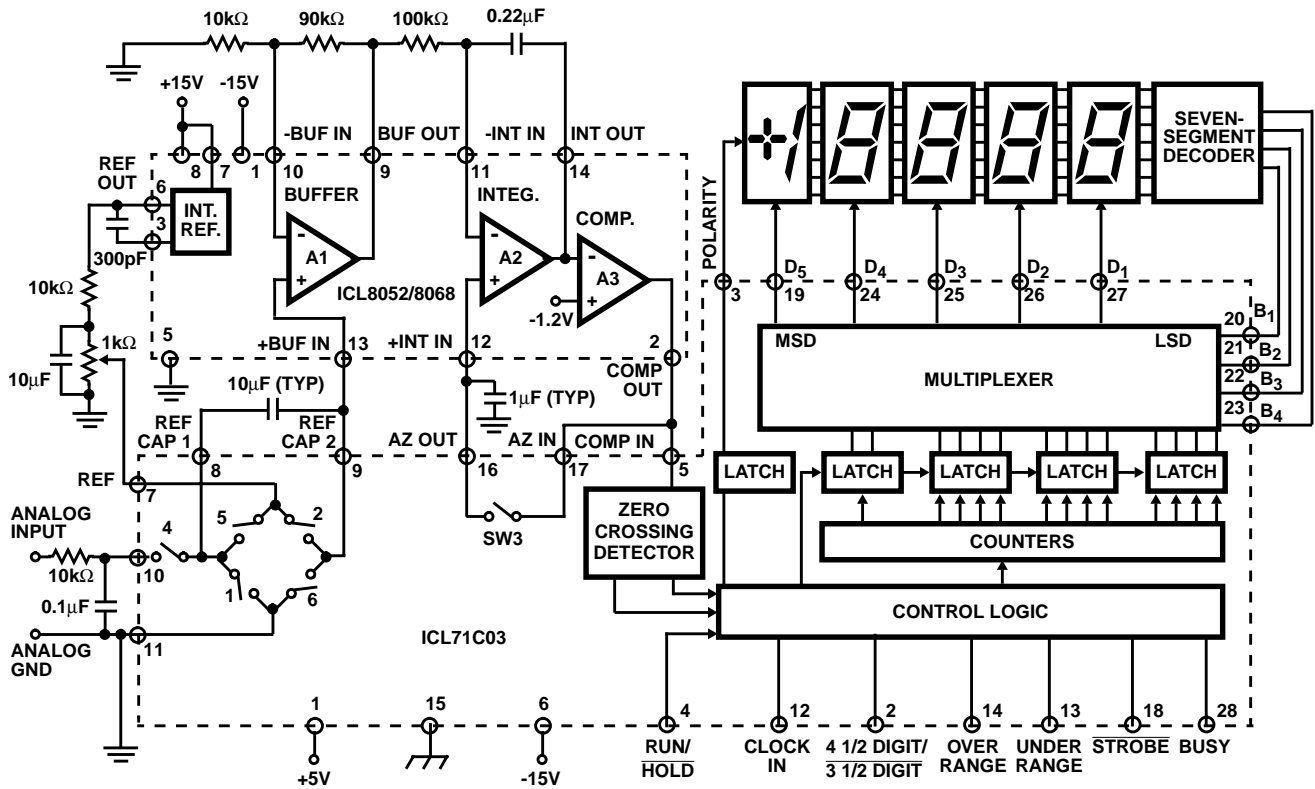 10kΩ
90kΩ
100kΩ
0.22μF
+15V
-15V
-BUF IN
BUF OUT
-INT IN
INT OUT
REF
OUT
8
7
1
10
9
11
14
6
3
INT.
REF.
300pF
BUFFER
A1
INTEG.
A2
COMP.
A3
ICL8052/8068
-1.2V
10kΩ
1kΩ
10μF
5
+BUF IN
13
+INT IN
12
2
COMP
OUT
10μF (TYP)
1μF (TYP)
REF
CAP 1
REF
CAP 2
AZ OUT
AZ IN
COMP IN
8
9
16
17
5
REF
7
ANALOG
INPUT
10kΩ
10
4
5
2
1
6
0.1μF
ANALOG
GND
11
SW3
ZERO
CROSSING
DETECTOR
ICL71C03
+1
8
8
8
8
SEVEN-
SEGMENT
DECODER
POLARITY
3
D5
19
D4
24
D3
25
D2
26
D1
27
MSD
LSD
MULTIPLEXER
20
B1
21
B2
22
B3
23
B4
LATCH
LATCH
LATCH
LATCH
LATCH
COUNTERS
CONTROL LOGIC
1
+5V
15
6
-15V
4
RUN/
HOLD
12
CLOCK
IN
2
4 1/2 DIGIT/
3 1/2 DIGIT
14
OVER
RANGE
13
UNDER
RANGE
18
STROBE
28
BUSY